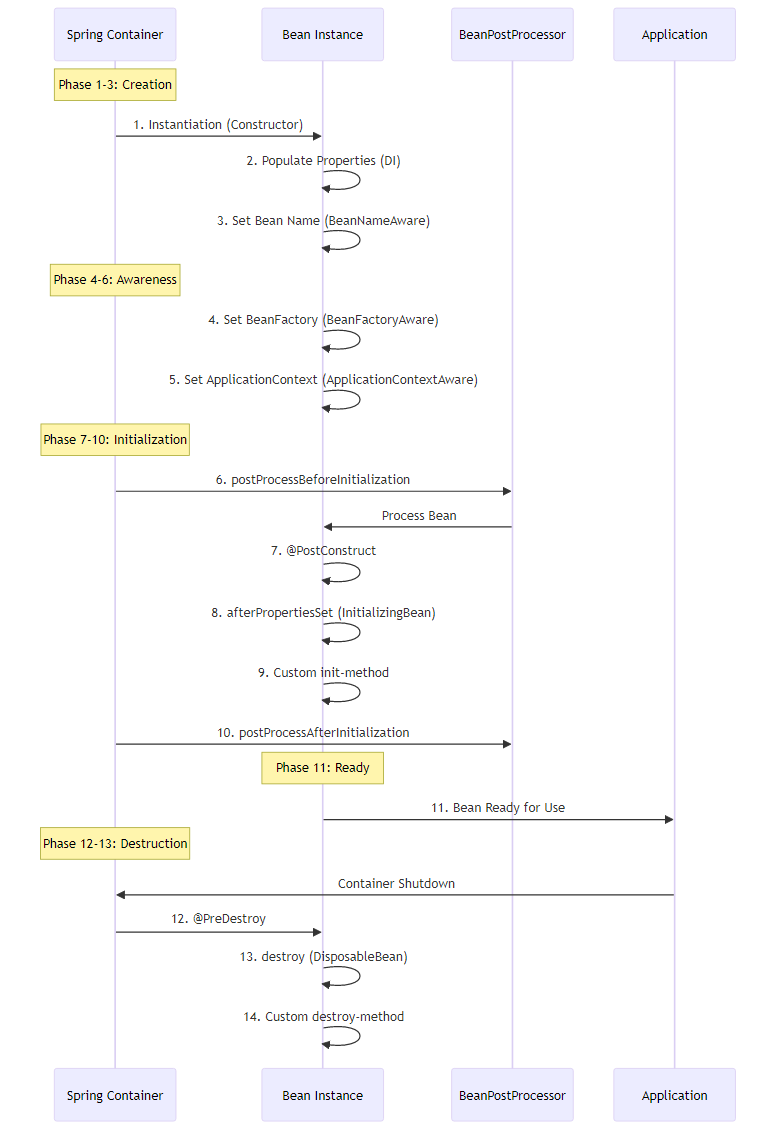 Spring Container
Bean Instance
BeanPostProcessor
Application
Phase 1-3: Creation
1. Instantiation (Constructor)
2. Populate Properties (DI)
3. Set Bean Name (BeanNameAware)
Phase 4-6: Awareness
4. Set BeanFactory (BeanFactoryAware)
5. Set ApplicationContext (ApplicationContextAware)
Phase 7-10: Initialization
6. postProcessBeforeInitialization
Process Bean
7. @PostConstruct
8. afterPropertiesSet (InitializingBean)
9. Custom init-method
10. postProcessAfterInitialization
Phase 11: Ready
11. Bean Ready for Use
Phase 12-13: Destruction
Container Shutdown
12. @PreDestroy
13. destroy (DisposableBean)
14. Custom destroy-method
Spring Container
Bean Instance
BeanPostProcessor
Application